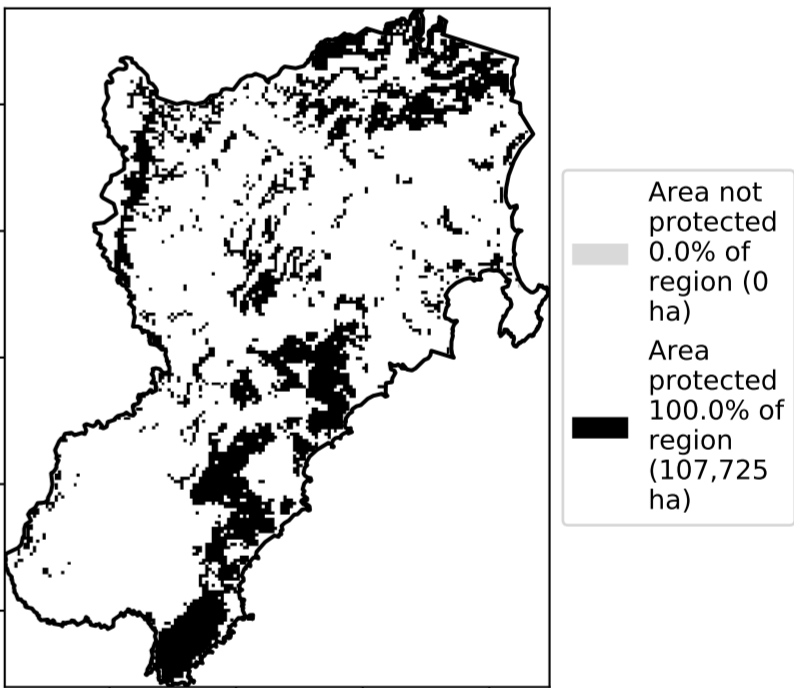 Area not
protected
0.0% of
region (0
ha)
Area
protected
100.0% of
region
(107,725
ha)